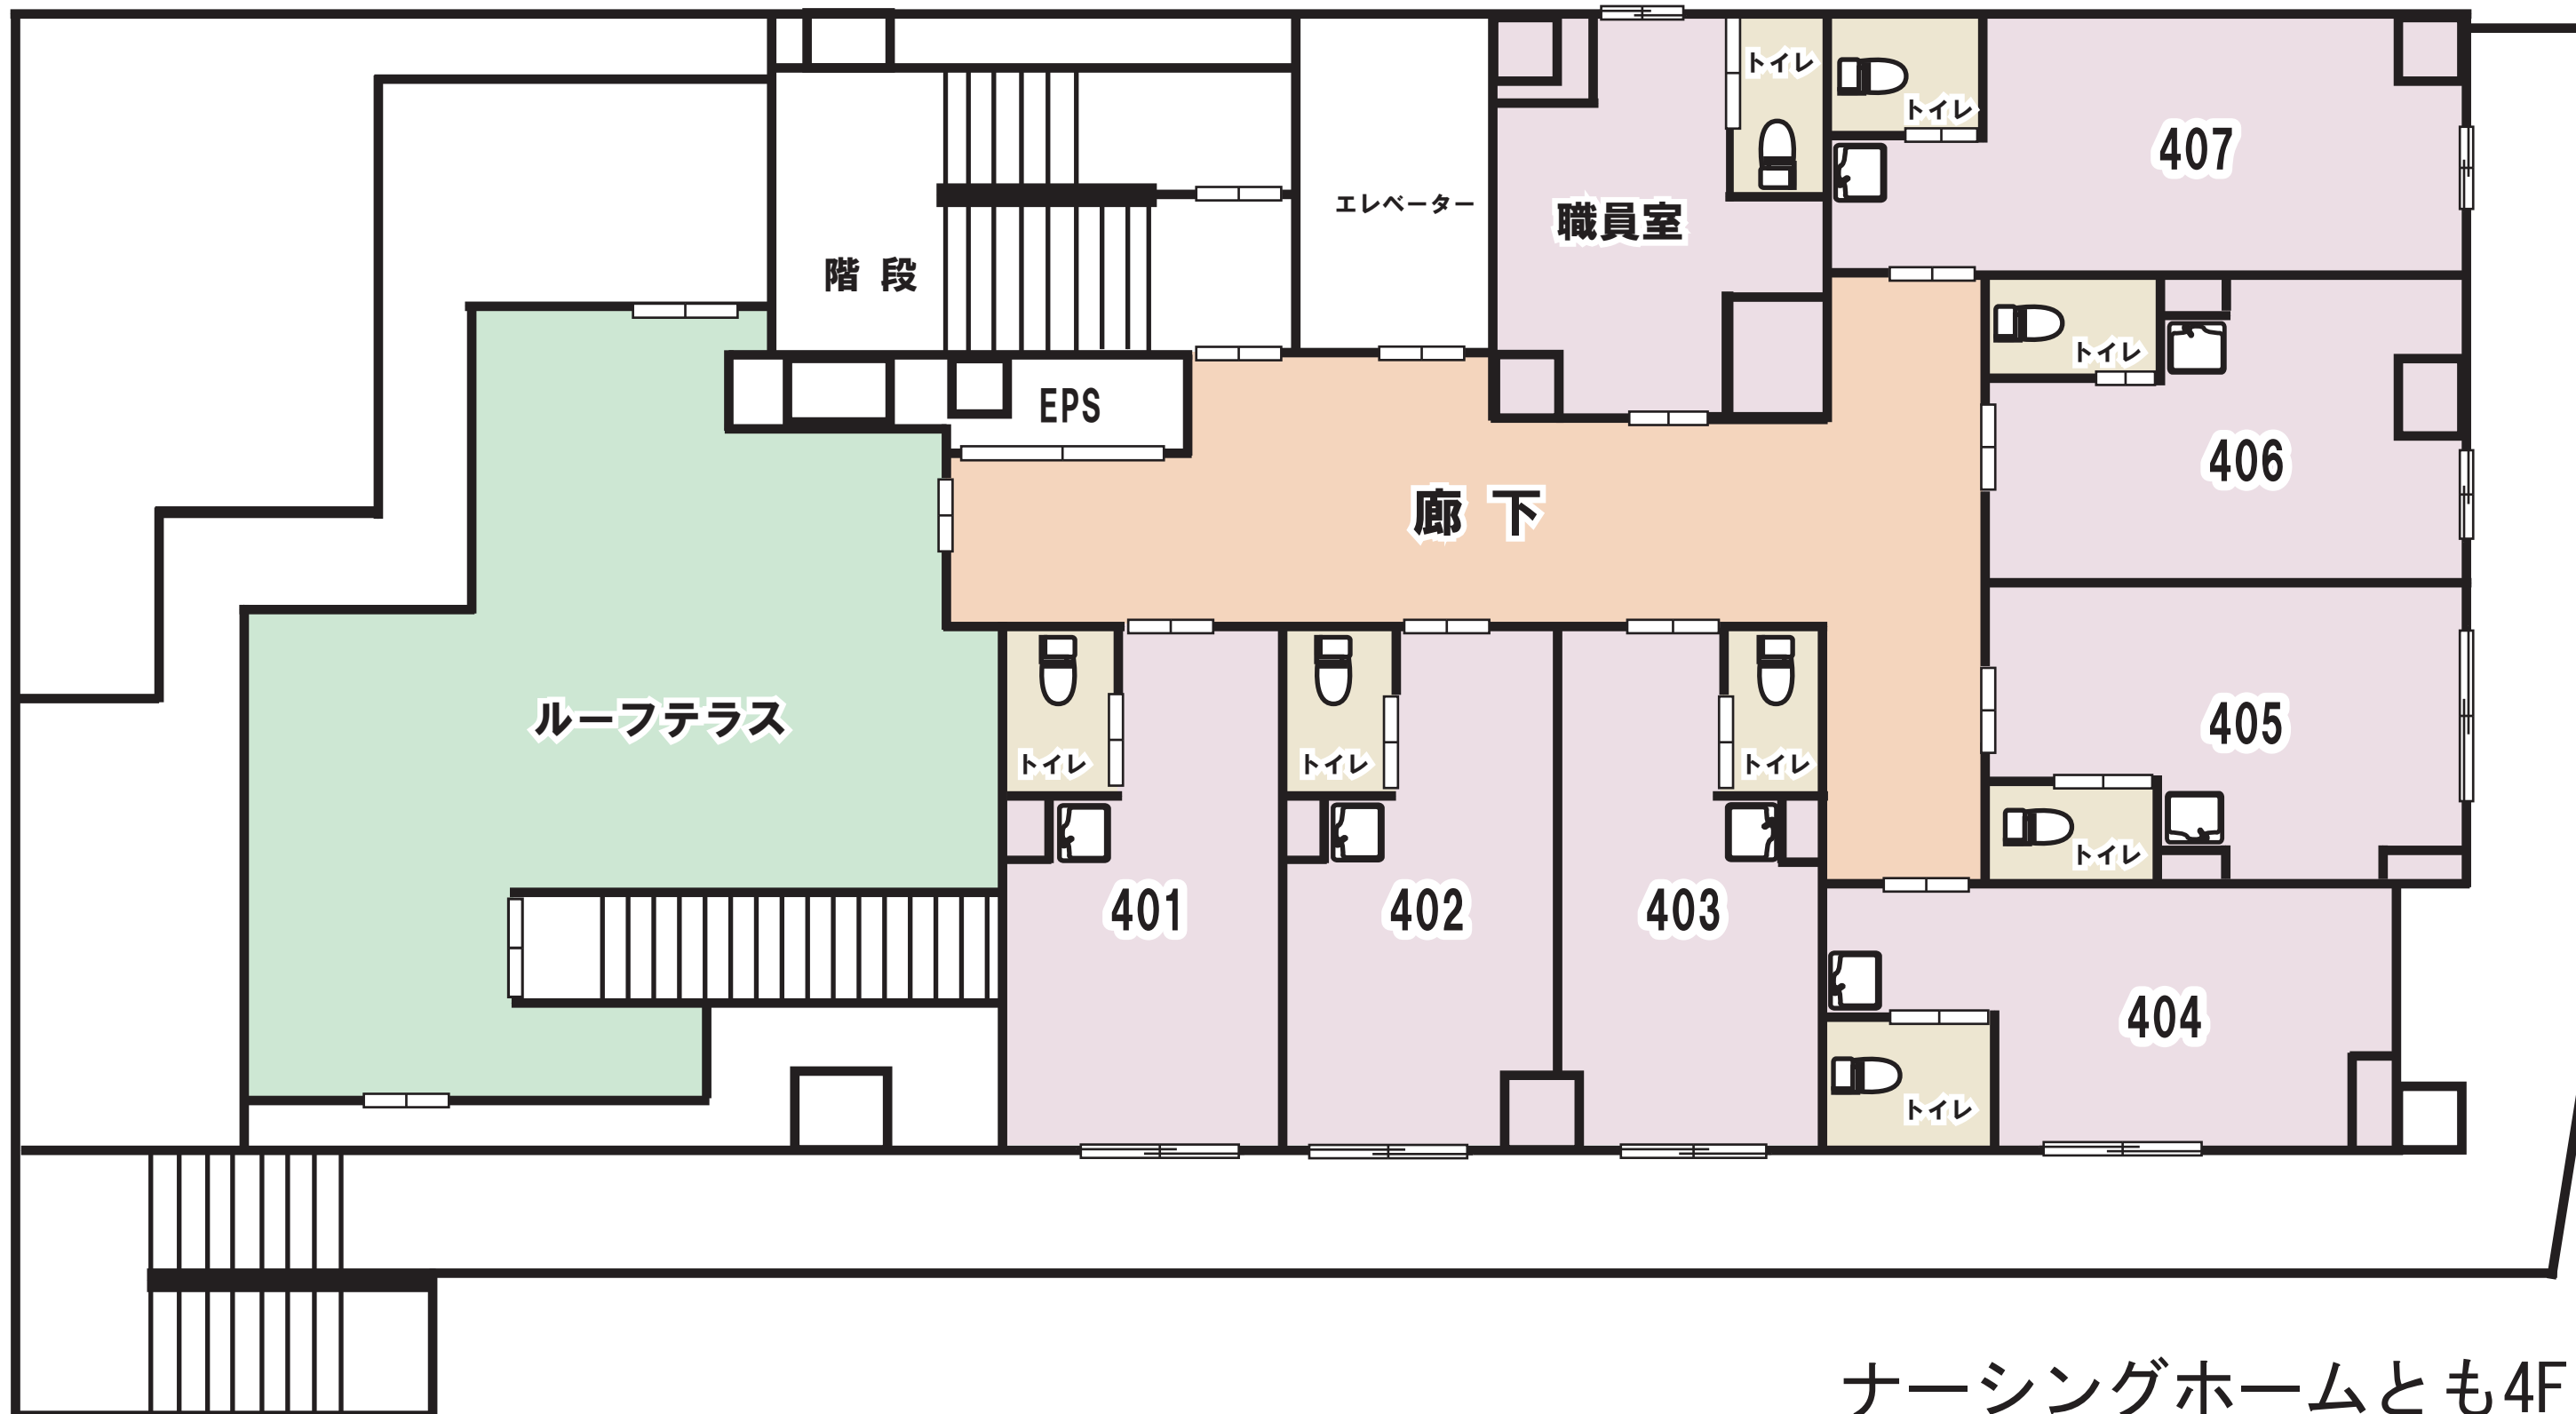 トイレ
トイレ
407
エレベーター
職員室
階 段
トイレ
EPS
406
廊 下
ルーフテラス
405
トイレ
トイレ
トイレ
トイレ
401
402
403
404
トイレ
ナーシングホームとも4F